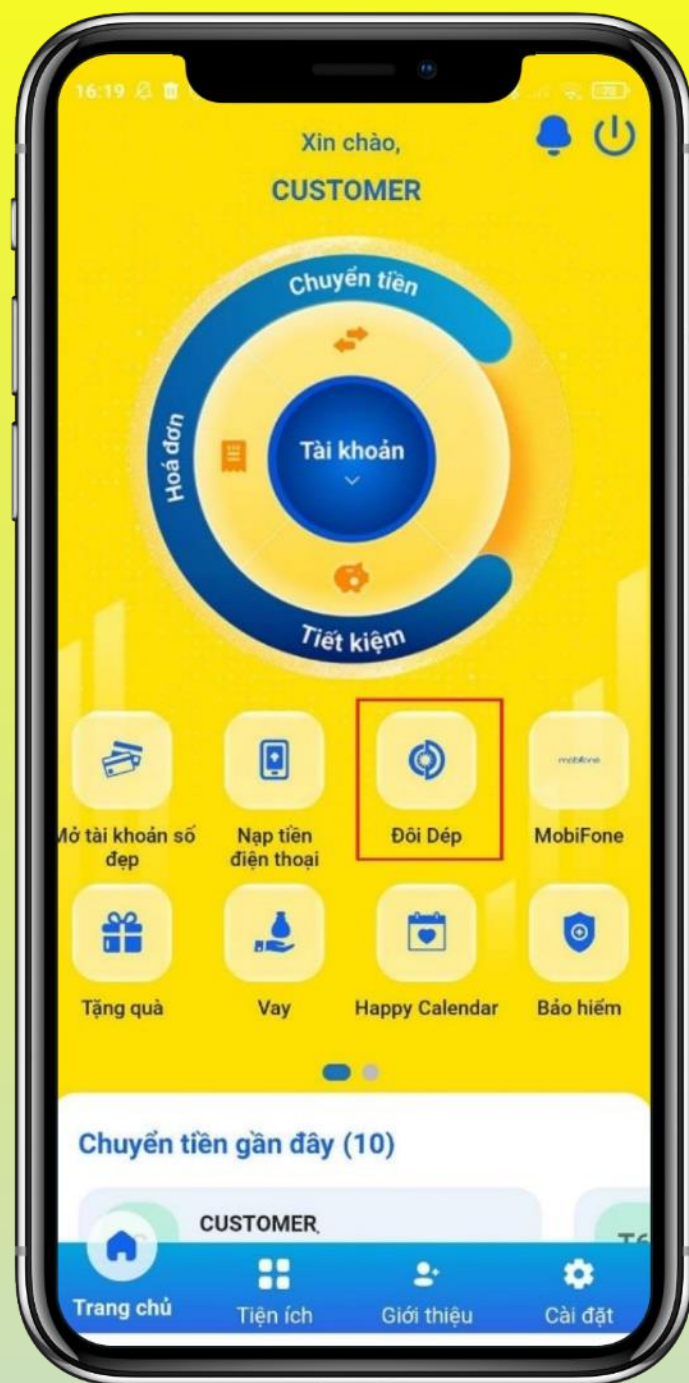 16:19
Xin chào,
CUSTOMER
Chuyển tiền
Hoá đơn
Tài khoản
Tiết kiệm
Mở tài khoản số
đẹp
Nạp tiền
điện thoại
Đôi Dép
mobifone
MobiFone
Tặng quà
Vay
Happy Calendar
Bảo hiểm
Chuyển tiền gần đây (10)
CUSTOMER
Trang chủ
Tiện ích
Giới thiệu
Cài đặt